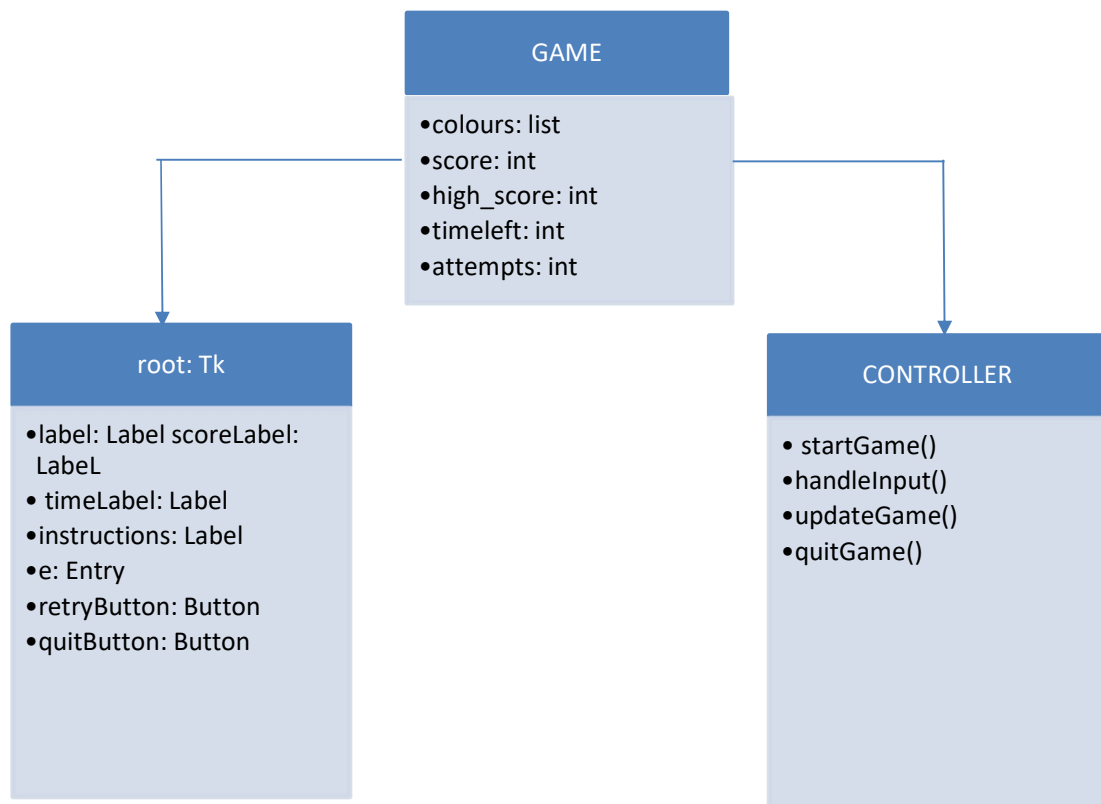 GAME
•colours: list
•score: int
•high_score: int
•timeleft: int
•attempts: int
root: Tk
•label: Label scoreLabel:
LabeL
• timeLabel: Label
•instructions: Label
•e: Entry
•retryButton: Button
•quitButton: Button
CONTROLLER
• startGame()
•handleInput()
•updateGame()
•quitGame()